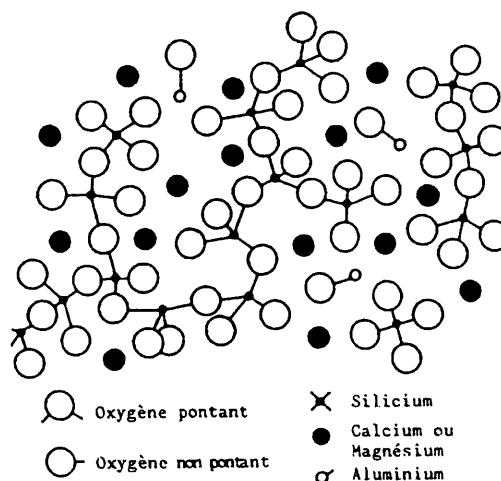 Oxygène pontant
Oxygène non pontant
Silicium
Calcium ou
Magnésium
Aluminium